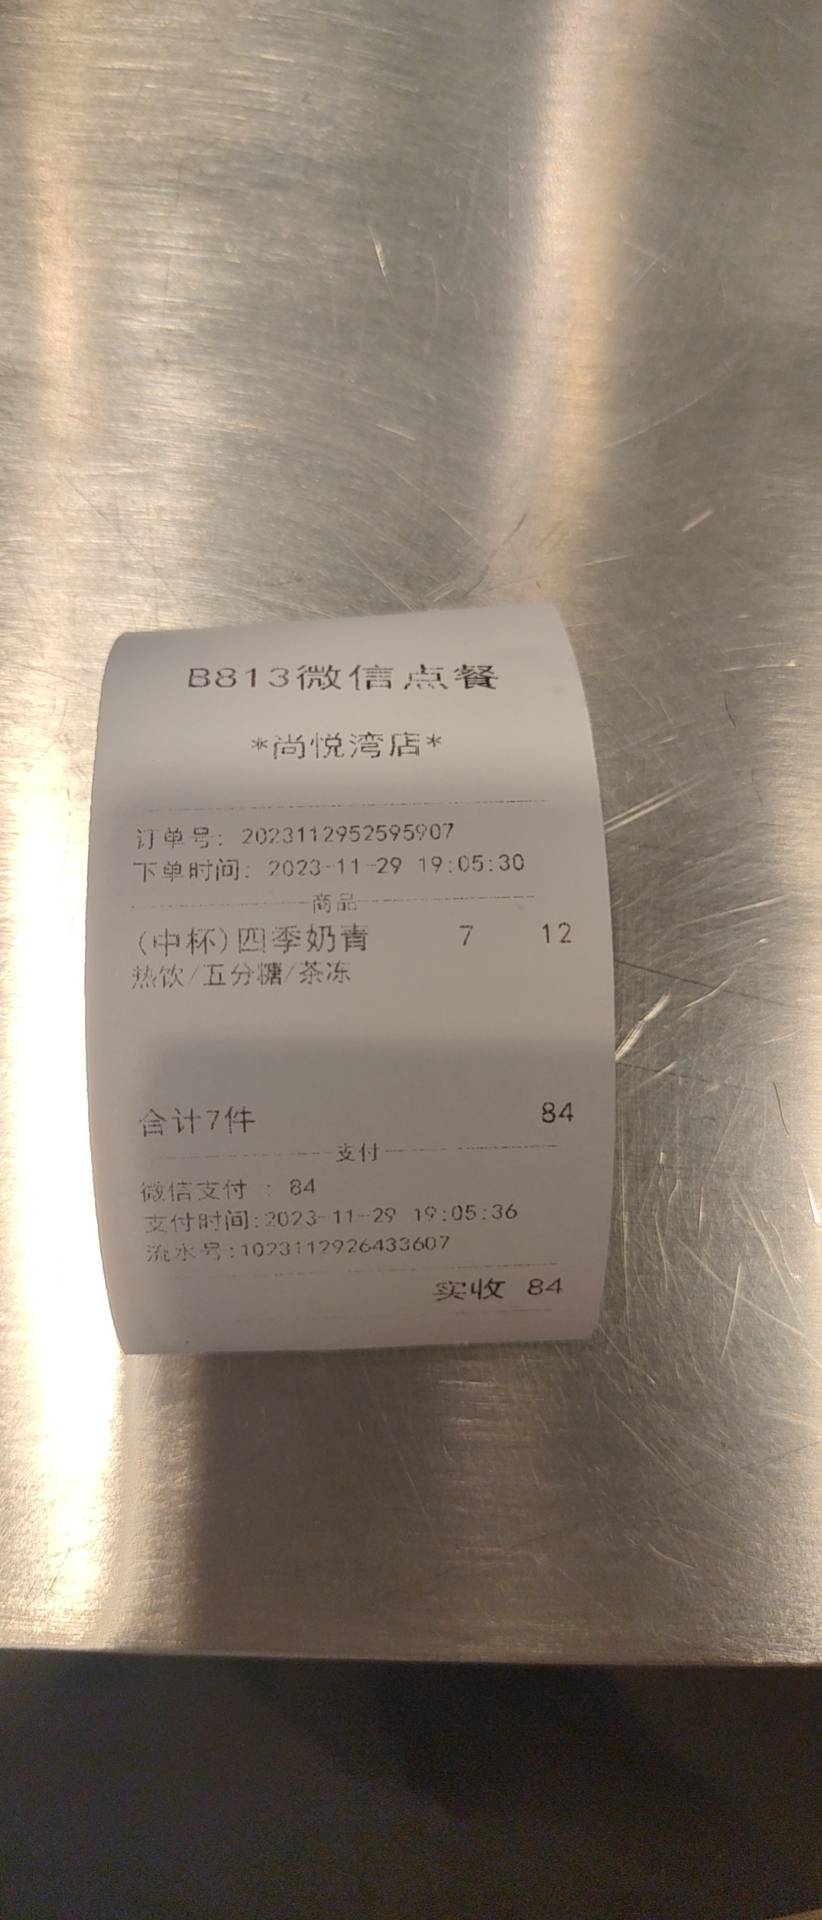 B813微信点餐
*尚悦湾店*
订单号: 2023112952595907
下单时间: 2023-11-29 19:05:30
商品
(中杯)四季奶青 7 12
热饮/五分糖/茶冻
合计7件 84
支付
微信支付 : 84
支付时间:2023-11-29 19:05:36
流水号:1023112926433607
实收 84